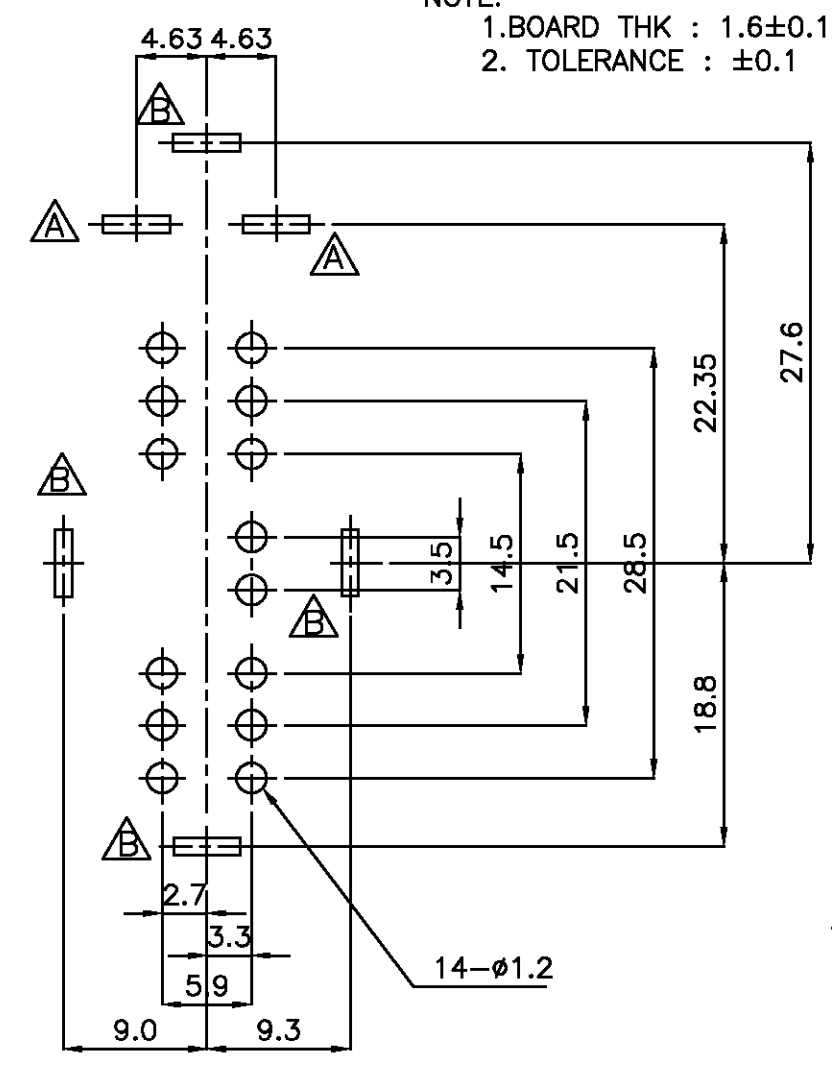 NOTE:
1.BOARD THK : 1.6±0.1
2. TOLERANCE : ±0.1
4.63 4.63
B
A
A
27.6
22.35
B
3.5
14.5
21.5
28.5
B
18.8
B
2.7
3.3
14-ø1.2
5.9
9.0
9.3